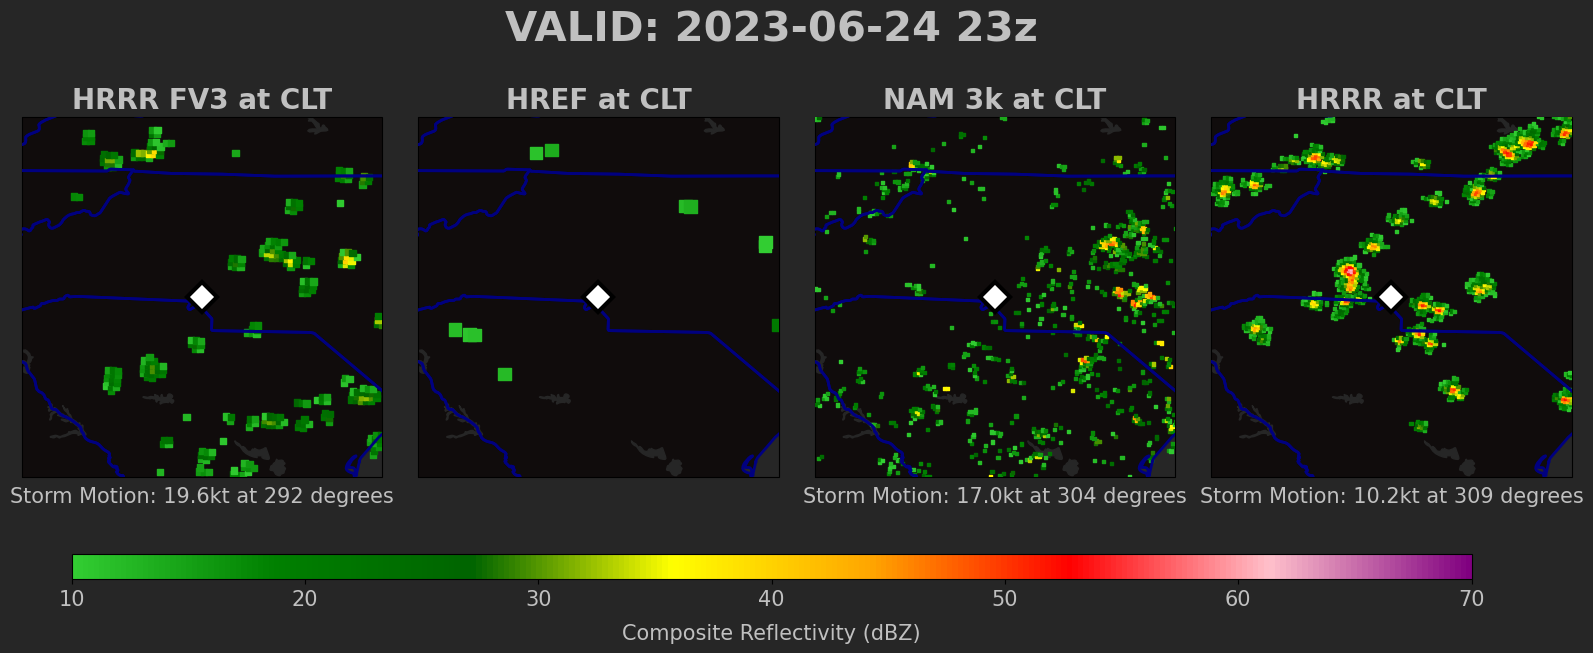 VALID: 2023-06-24 23z
HRRR FV3 at CLT
HREF at CLT
NAM 3k at CLT
HRRR at CLT
Storm Motion: 19.6kt at 292 degrees
Storm Motion: 17.0kt at 304 degrees
Storm Motion: 10.2kt at 309 degrees
10 20 30 40 50 60 70
Composite Reflectivity (dBZ)